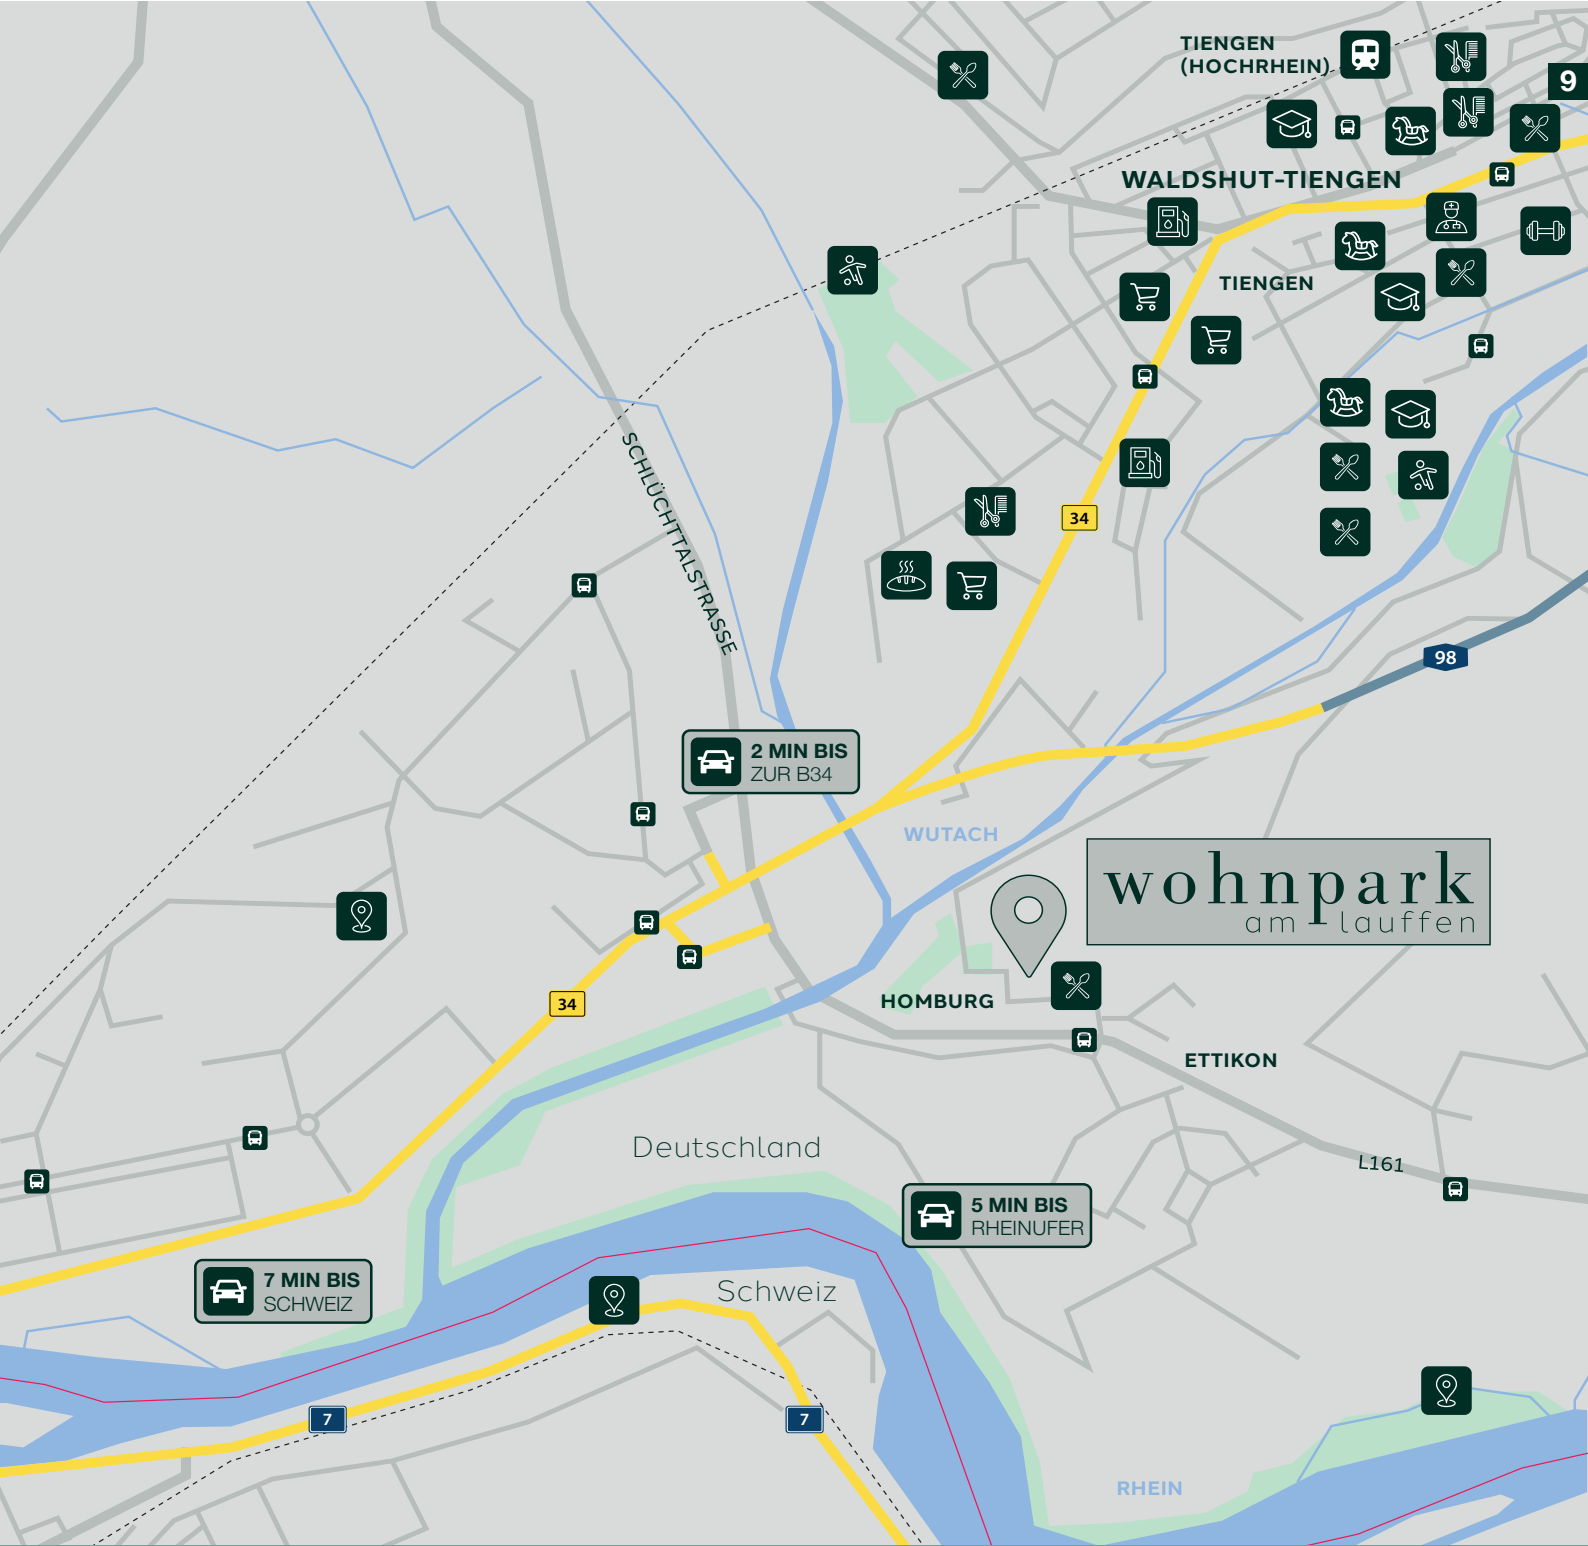 TIENGEN
(HOCHRHEIN)
9
WALDSHUT-TIENGEN
TIENGEN
SCHLÜCHTTALSTRASSE
34
98
2 MIN BIS
ZUR B34
WUTACH
wohnpark
am lauffen
34
HOMBURG
ETTIKON
Deutschland
L161
5 MIN BIS
RHEINUFER
7 MIN BIS
SCHWEIZ
Schweiz
7
7
RHEIN